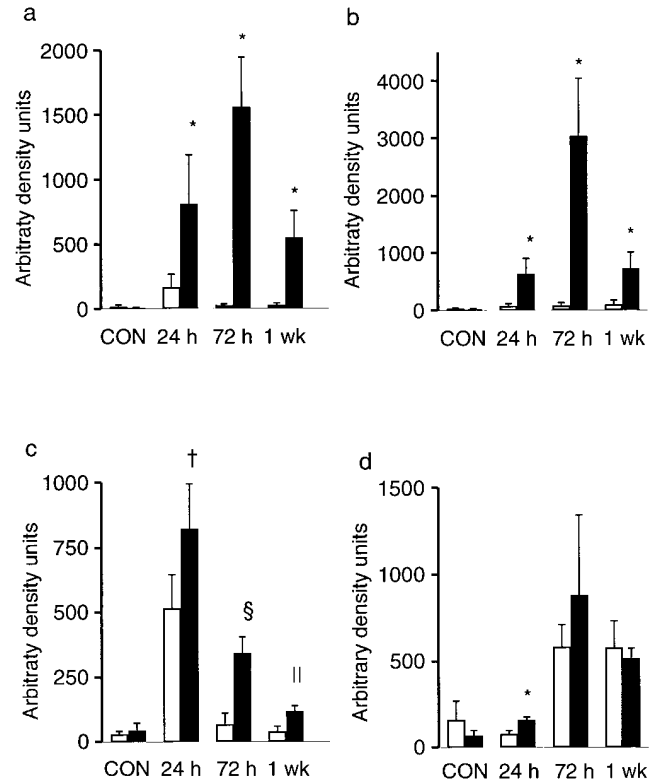 a
Arbitraty density units
2000
1500
1000
500
0
*
*
*
CON 24 h 72 h 1 wk
b
Arbitraty density units
4000
3000
2000
1000
0
*
*
*
CON 24 h 72 h 1 wk
c
Arbitraty density units
1000
750
500
250
0
†
§
||
CON 24 h 72 h 1 wk
d
Arbitrary density units
1500
1000
500
0
*
CON 24 h 72 h 1 wk